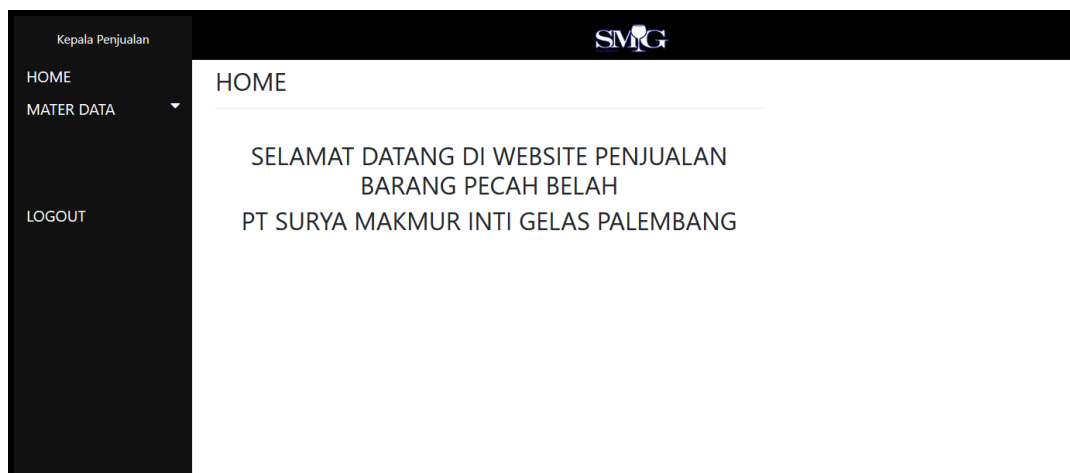 Kepala Penjualan
SMIG
HOME
MATER DATA
LOGOUT
HOME
SELAMAT DATANG DI WEBSITE PENJUALAN
BARANG PECAH BELAH
PT SURYA MAKMUR INTI GELAS PALEMBANG